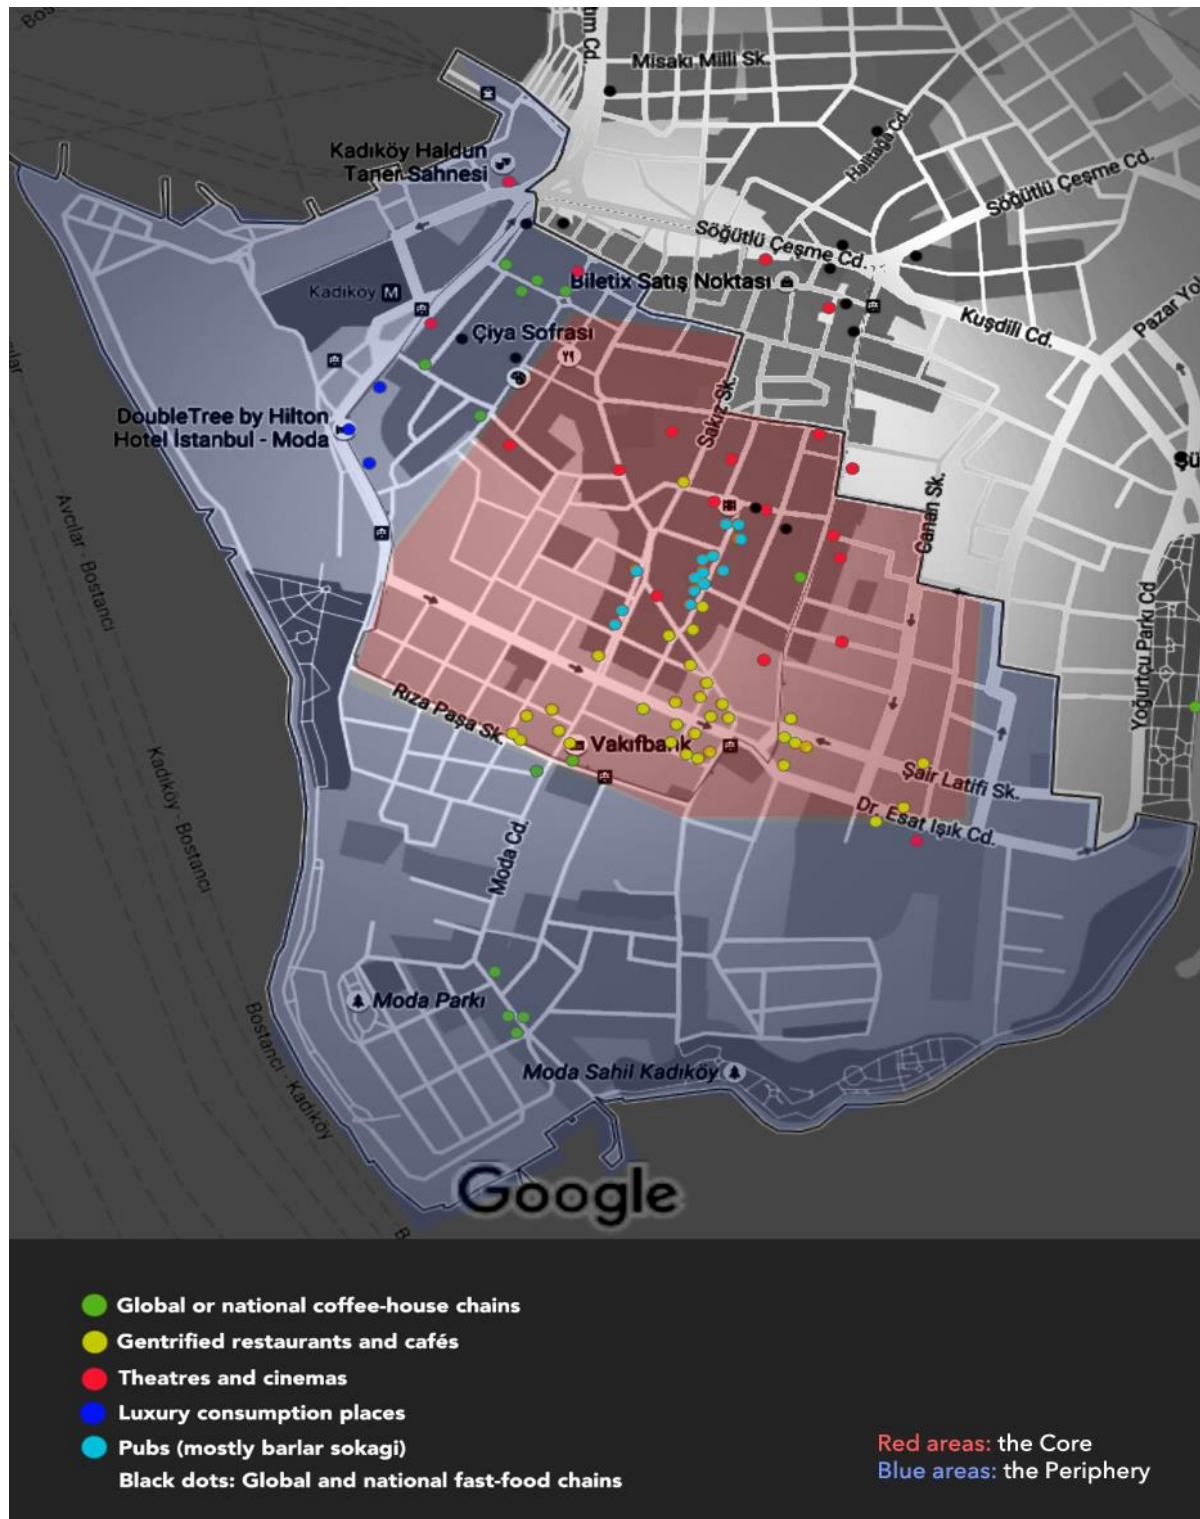 Misakı Milli Sk.
Halitağa Cd.
Kadıköy Haldun
Taner Sahnesi
Söğütlü Çeşme Cd.
Söğütlü Çeşme Cd.
Biletix Satış Noktası
Kadıköy M
Kuşdili Cd.
Çiya Sofrası
Sakız Sk.
DoubleTree by Hilton
Hotel İstanbul - Moda
Canan Sk.
Avcılar - Bostancı
Yoğurtçu Parkı Cd
Rıza Paşa Sk.
Vakıfbank
Kadıköy - Bostancı
Şair Latifi Sk.
Dr. Esat Işık Cd.
Moda Cd.
Moda Parkı
Bostancı - Kadıköy
Moda Sahil Kadıköy
Google
Global or national coffee-house chains
Gentrified restaurants and cafés
Theatres and cinemas
Luxury consumption places
Pubs (mostly barlar sokagi)
Black dots: Global and national fast-food chains
Red areas: the Core
Blue areas: the Periphery